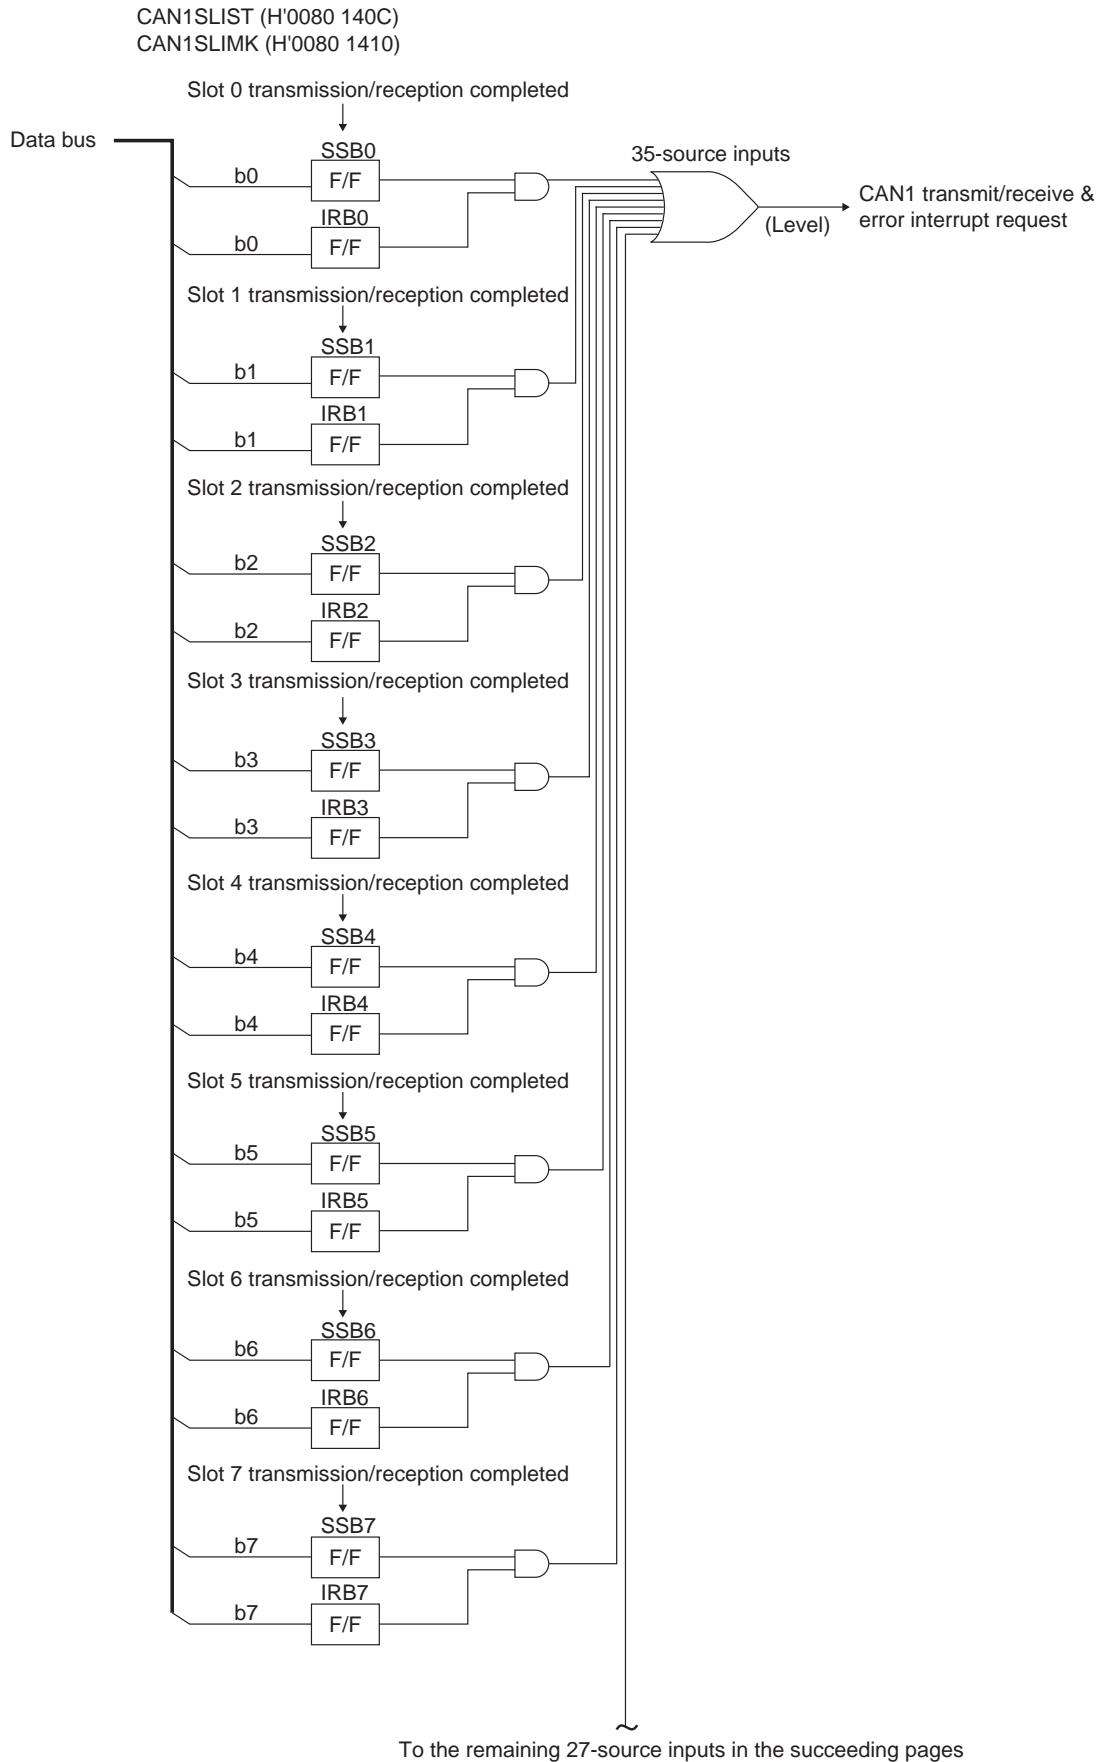 CAN1SLIST (H'0080 140C)
CAN1SLIMK (H'0080 1410)
Slot 0 transmission/reception completed
Data bus
SSB0
35-source inputs
b0
F/F
CAN1 transmit/receive &
error interrupt request
(Level)
IRB0
b0
F/F
Slot 1 transmission/reception completed
SSB1
b1
F/F
IRB1
b1
F/F
Slot 2 transmission/reception completed
SSB2
b2
F/F
IRB2
b2
F/F
Slot 3 transmission/reception completed
SSB3
b3
F/F
IRB3
b3
F/F
Slot 4 transmission/reception completed
SSB4
b4
F/F
IRB4
b4
F/F
Slot 5 transmission/reception completed
SSB5
b5
F/F
IRB5
b5
F/F
Slot 6 transmission/reception completed
SSB6
b6
F/F
IRB6
b6
F/F
Slot 7 transmission/reception completed
SSB7
b7
F/F
IRB7
b7
F/F
To the remaining 27-source inputs in the succeeding pages